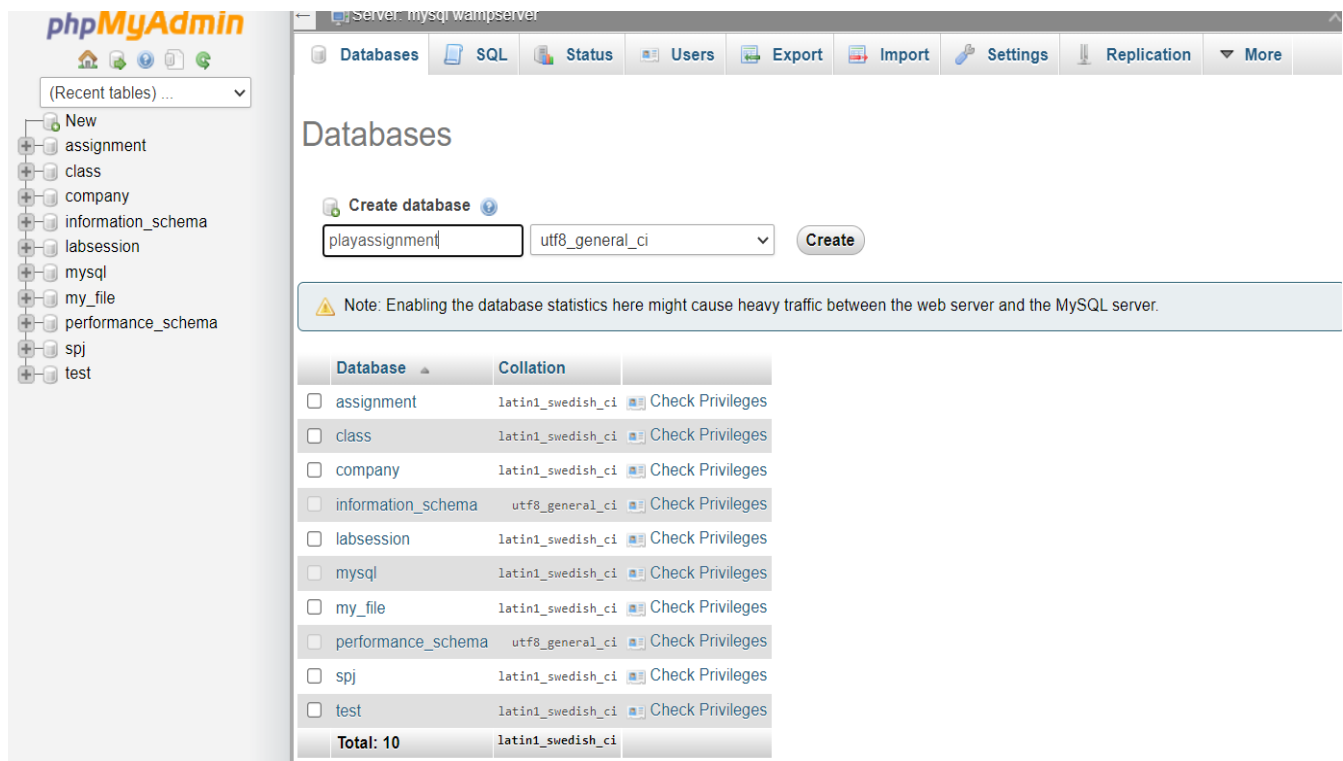 phpMyAdmin
(Recent tables) ...
New
assignment
class
company
information_schema
labsession
mysql
my_file
performance_schema
spj
test
Server: mysql wampserver
Databases SQL Status Users Export Import Settings Replication More
Databases
Create database
playassignment utf8_general_ci Create
Note: Enabling the database statistics here might cause heavy traffic between the web server and the MySQL server.
Database Collation
assignment latin1_swedish_ci Check Privileges
class latin1_swedish_ci Check Privileges
company latin1_swedish_ci Check Privileges
information_schema utf8_general_ci Check Privileges
labsession latin1_swedish_ci Check Privileges
mysql latin1_swedish_ci Check Privileges
my_file latin1_swedish_ci Check Privileges
performance_schema utf8_general_ci Check Privileges
spj latin1_swedish_ci Check Privileges
test latin1_swedish_ci Check Privileges
Total: 10 latin1_swedish_ci